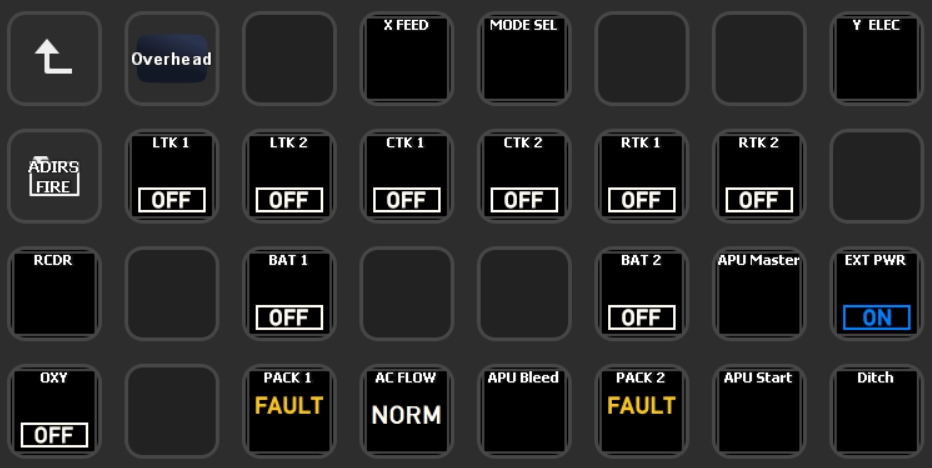 X FEED
MODE SEL
Y ELEC
Overhead
ADIRS
FIRE
LTK 1
OFF
LTK 2
OFF
CTK 1
OFF
CTK 2
OFF
RTK 1
OFF
RTK 2
OFF
RCDR
BAT 1
OFF
BAT 2
OFF
APU Master
EXT PWR
ON
OXY
OFF
PACK 1
FAULT
AC FLOW
NORM
APU Bleed
PACK 2
FAULT
APU Start
Ditch